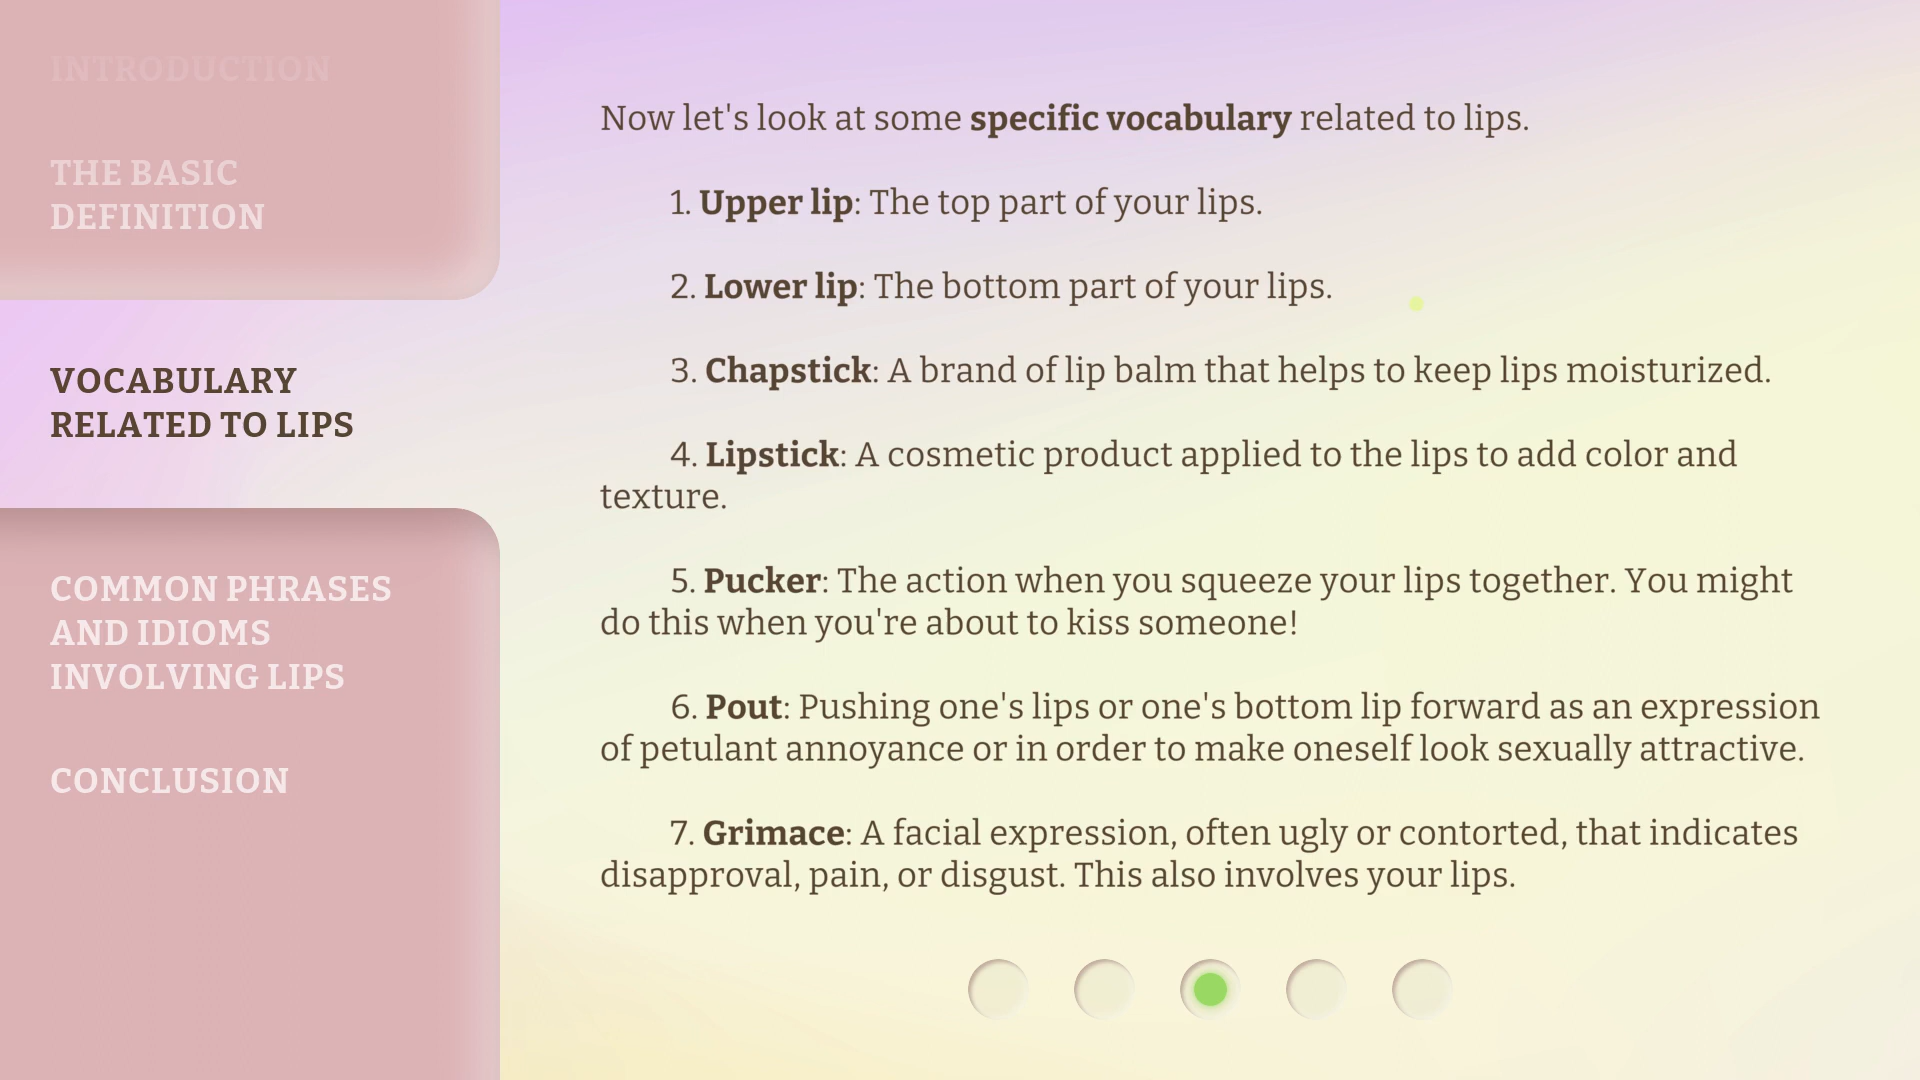 INTRODUCTION
THE BASIC
DEFINITION
VOCABULARY
RELATED TO LIPS
COMMON PHRASES
AND IDIOMS
INVOLVING LIPS
CONCLUSION
Now let's look at some specific vocabulary related to lips.
1. Upper lip: The top part of your lips.
2. Lower lip: The bottom part of your lips.
3. Chapstick: A brand of lip balm that helps to keep lips moisturized.
4. Lipstick: A cosmetic product applied to the lips to add color and
texture.
5. Pucker: The action when you squeeze your lips together. You might
do this when you're about to kiss someone!
6. Pout: Pushing one's lips or one's bottom lip forward as an expression
of petulant annoyance or in order to make oneself look sexually attractive.
7. Grimace: A facial expression, often ugly or contorted, that indicates
disapproval, pain, or disgust. This also involves your lips.